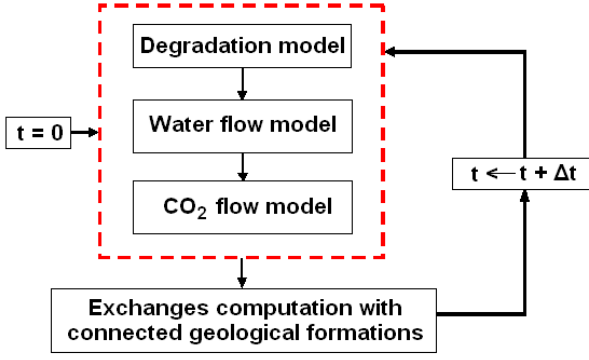 Degradation model
t = 0
Water flow model
CO₂ flow model
t ← t + Δt
Exchanges computation with
connected geological formations